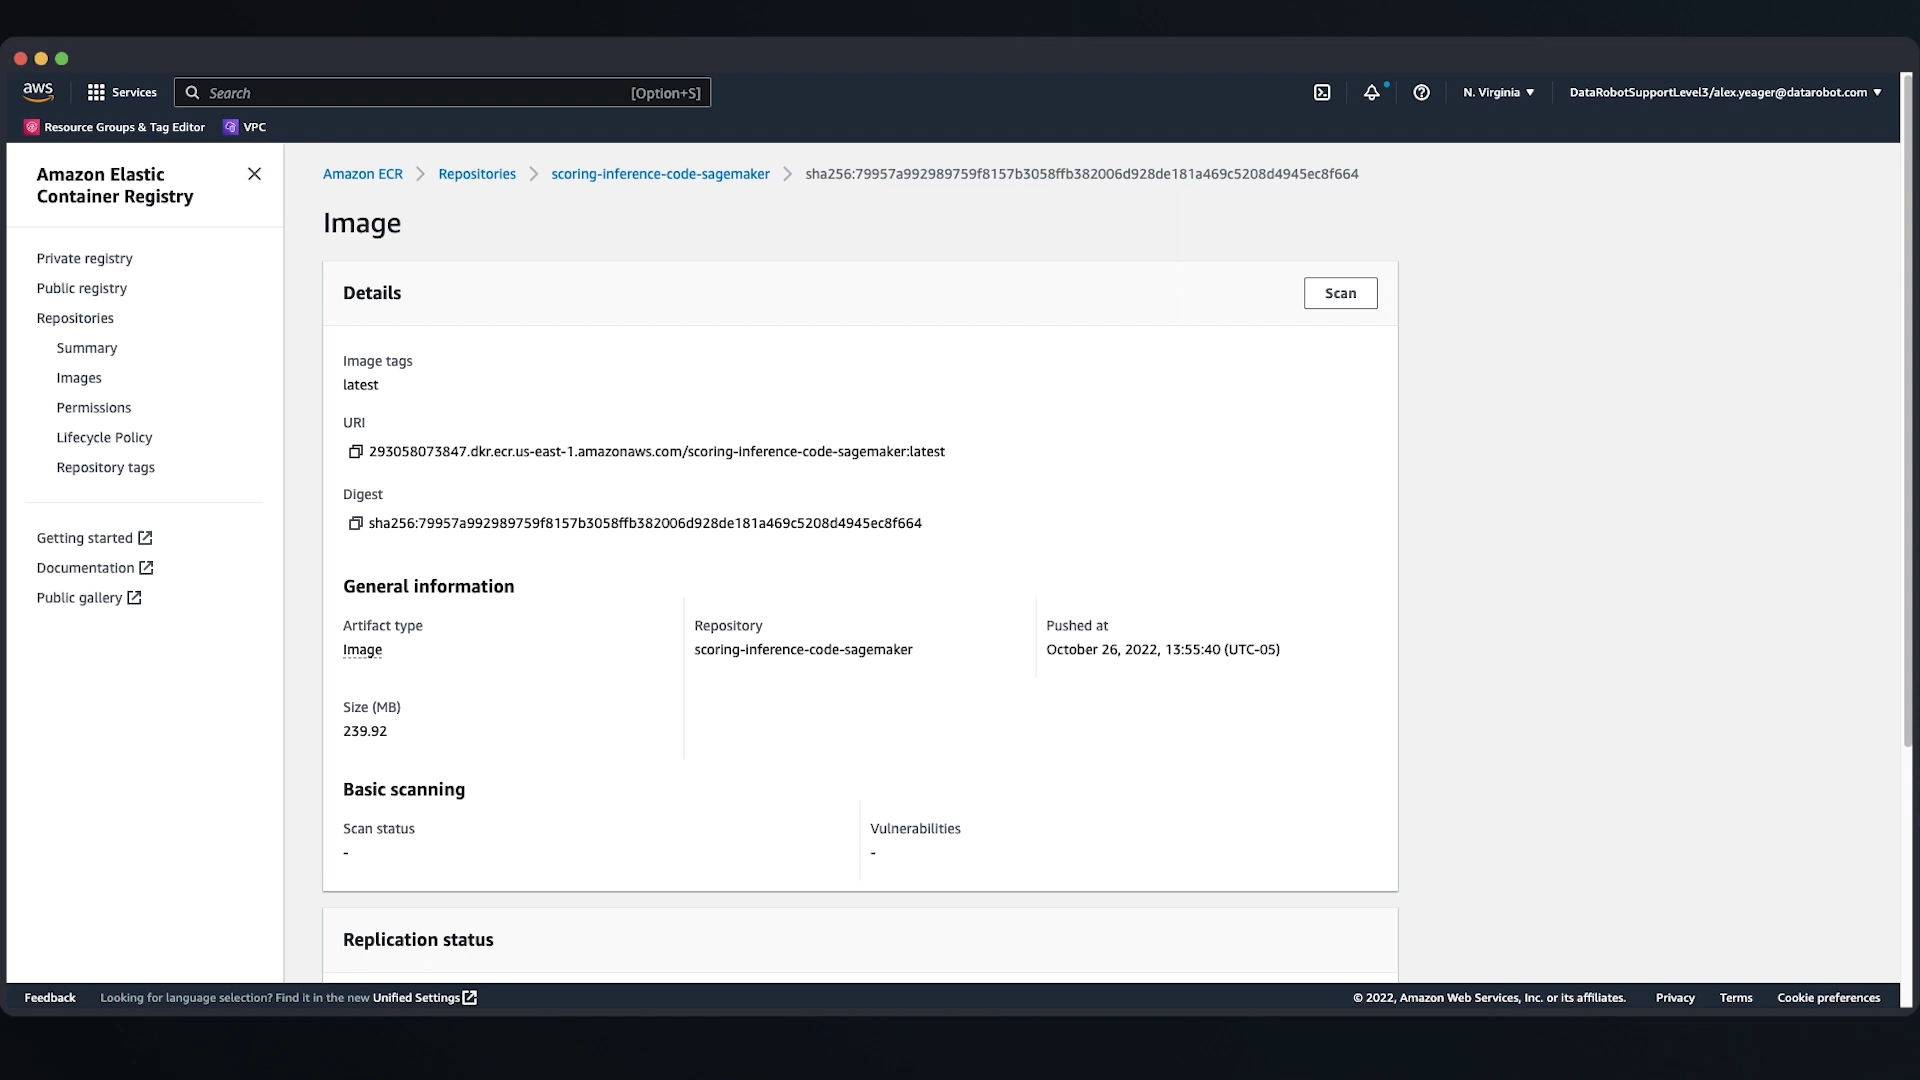 aws
Services
Search
[Option+S]
N. Virginia
DataRobotSupportLevel3/alex.yeager@datarobot.com
Resource Groups & Tag Editor
VPC
Amazon Elastic
Container Registry
Private registry
Public registry
Repositories
Summary
Images
Permissions
Lifecycle Policy
Repository tags
Getting started
Documentation
Public gallery
Amazon ECR
Repositories
scoring-inference-code-sagemaker
sha256:79957a992989759f8157b3058ffb382006d928de181a469c5208d4945ec8f664
Image
Details
Scan
Image tags
latest
URI
293058073847.dkr.ecr.us-east-1.amazonaws.com/scoring-inference-code-sagemaker:latest
Digest
sha256:79957a992989759f8157b3058ffb382006d928de181a469c5208d4945ec8f664
General information
Artifact type
Image
Repository
scoring-inference-code-sagemaker
Pushed at
October 26, 2022, 13:55:40 (UTC-05)
Size (MB)
239.92
Basic scanning
Scan status
-
Vulnerabilities
-
Replication status
Feedback
Looking for language selection? Find it in the new Unified Settings
© 2022, Amazon Web Services, Inc. or its affiliates.
Privacy
Terms
Cookie preferences